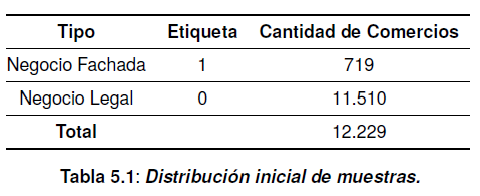 Tipo Etiqueta Cantidad de Comercios
Negocio Fachada 1 719
Negocio Legal 0 11.510
Total 12.229
Tabla 5.1: Distribución inicial de muestras.